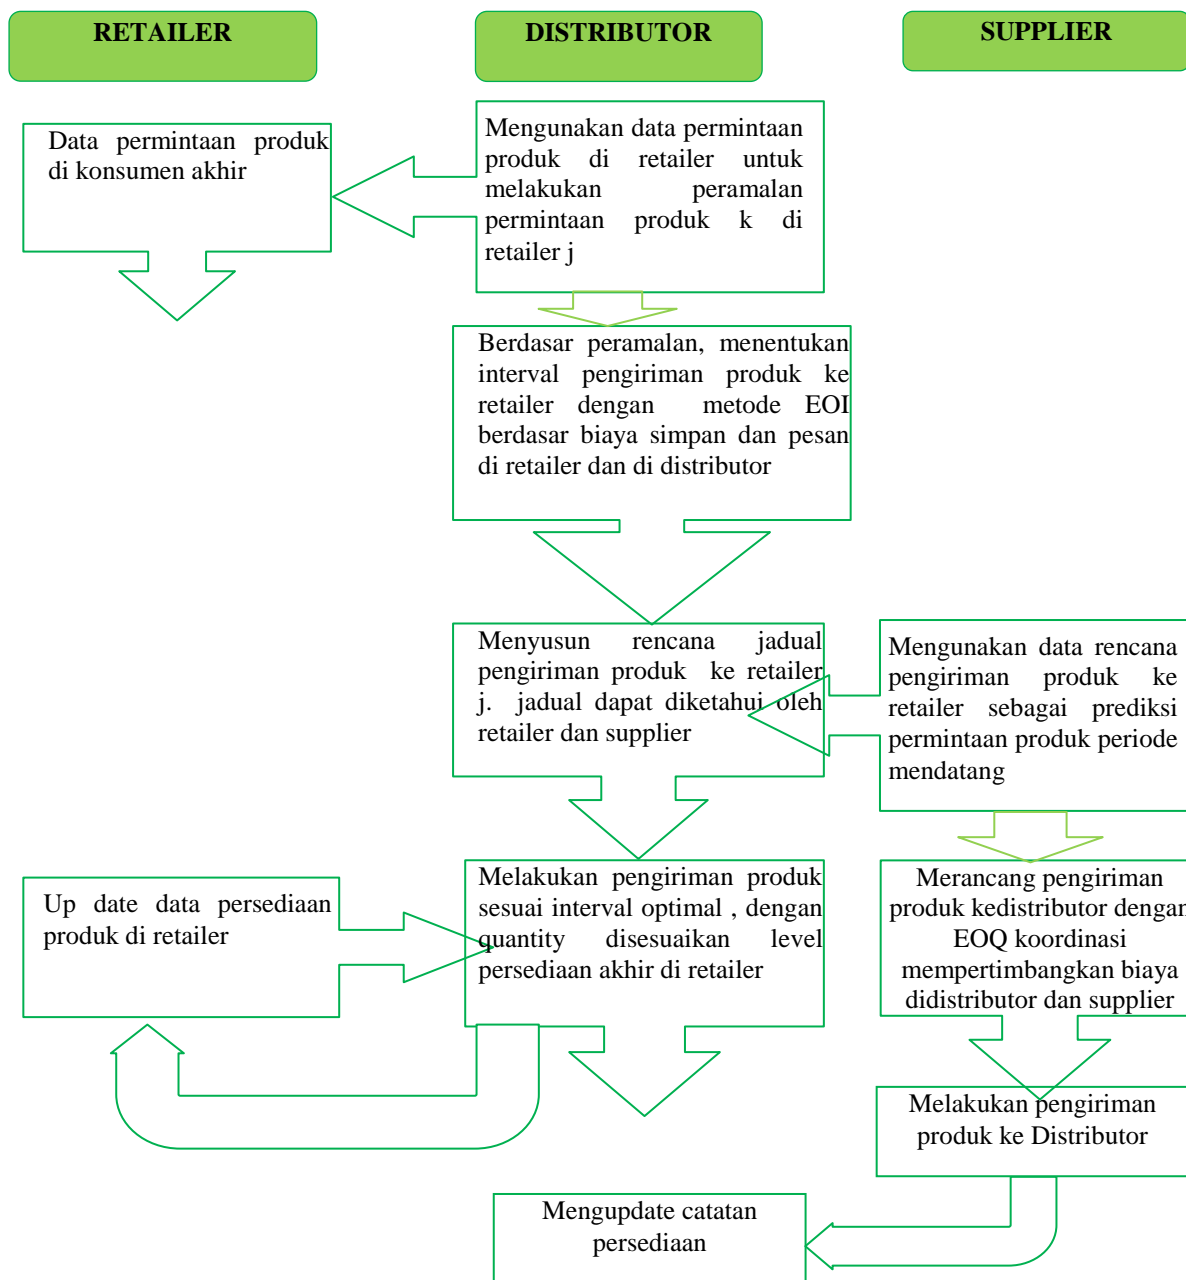 RETAILER
DISTRIBUTOR
SUPPLIER
Data permintaan produk
di konsumen akhir
Mengunakan data permintaan
produk di retailer untuk
melakukan peramalan
permintaan produk k di
retailer j
Berdasar peramalan, menentukan
interval pengiriman produk ke
retailer dengan metode EOI
berdasar biaya simpan dan pesan
di retailer dan di distributor
Menyusun rencana jadual
pengiriman produk ke retailer
j. jadual dapat diketahui oleh
retailer dan supplier
Mengunakan data rencana
pengiriman produk ke
retailer sebagai prediksi
permintaan produk periode
mendatang
Up date data persediaan
produk di retailer
Melakukan pengiriman produk
sesuai interval optimal , dengan
quantity disesuaikan level
persediaan akhir di retailer
Merancang pengiriman
produk kedistributor dengan
EOQ koordinasi
mempertimbangkan biaya
didistributor dan supplier
Melakukan pengiriman
produk ke Distributor
Mengupdate catatan
persediaan